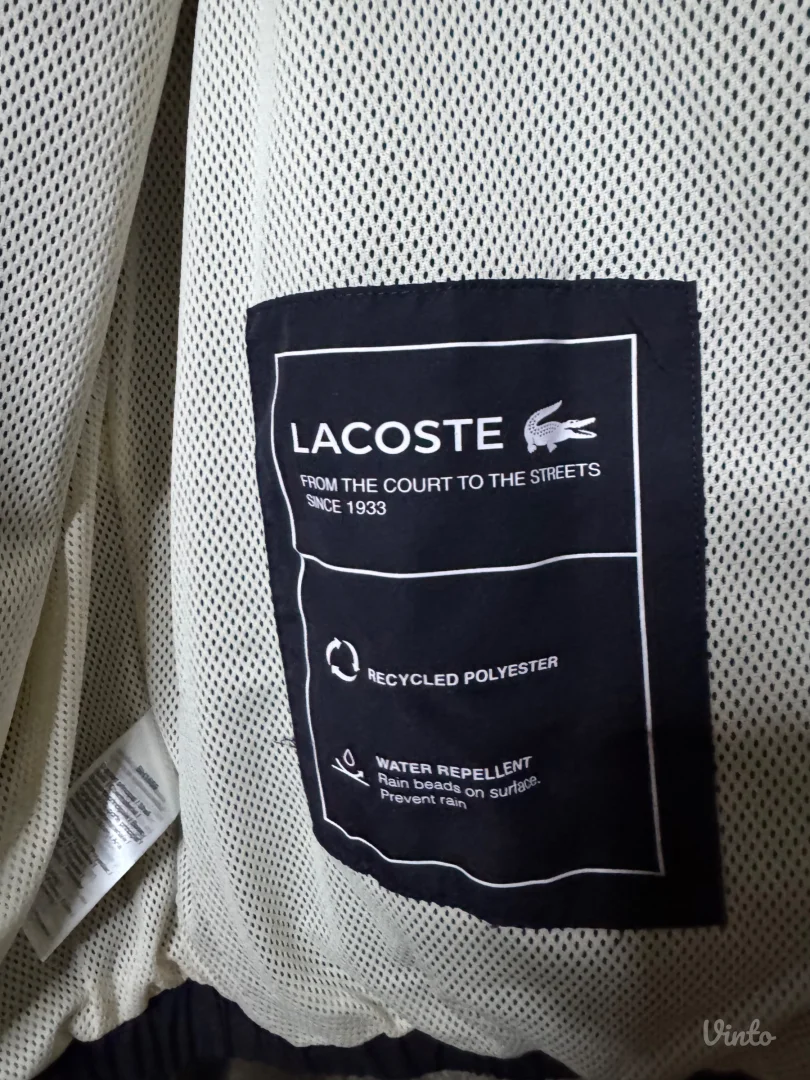 LACOSTE
FROM THE COURT TO THE STREETS
SINCE 1933
RECYCLED POLYESTER
WATER REPELLENT
Rain beads on surface.
Prevent rain
Vinto